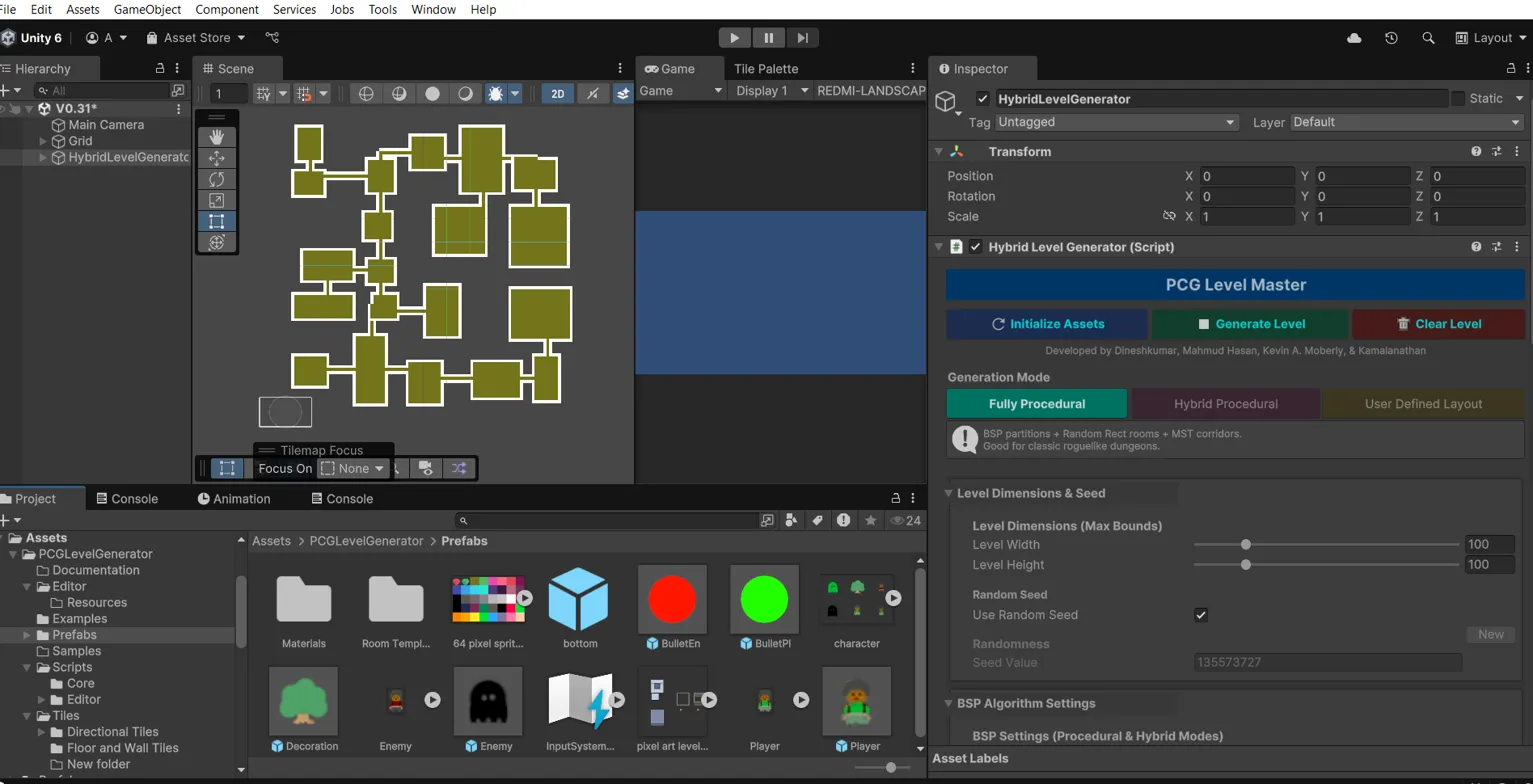 File Edit Assets GameObject Component Services Jobs Tools Window Help
Unity 6 A Asset Store Layout
Hierarchy
All
V0.31*
Main Camera
Grid
HybridLevelGenerato
Scene
1 2D
Tilemap Focus
Focus On None
Game Tile Palette
Game Display 1 REDMI-LANDSCAP
Inspector
HybridLevelGenerator Static
Tag Untagged Layer Default
Transform
Position X 0 Y 0 Z 0
Rotation X 0 Y 0 Z 0
Scale X 1 Y 1 Z 1
Hybrid Level Generator (Script)
PCG Level Master
Initialize Assets Generate Level Clear Level
Developed by Dineshkumar, Mahmud Hasan, Kevin A. Moberly, & Kamalanathan
Generation Mode
Fully Procedural Hybrid Procedural User Defined Layout
BSP partitions + Random Rect rooms + MST corridors.
Good for classic roguelike dungeons.
Level Dimensions & Seed
Level Dimensions (Max Bounds)
Level Width 100
Level Height 100
Random Seed
Use Random Seed
New
Randomness
Seed Value 135573727
BSP Algorithm Settings
BSP Settings (Procedural & Hybrid Modes)
Asset Labels
Project Console Animation Console
24
Assets
PCGLevelGenerator
Documentation
Editor
Resources
Examples
Prefabs
Samples
Scripts
Core
Editor
Tiles
Directional Tiles
Floor and Wall Tiles
New folder
Assets > PCGLevelGenerator > Prefabs
Materials Room Templ... 64 pixel sprit... bottom BulletEn BulletPl character
Decoration Enemy Enemy InputSystem... pixel art level... Player Player